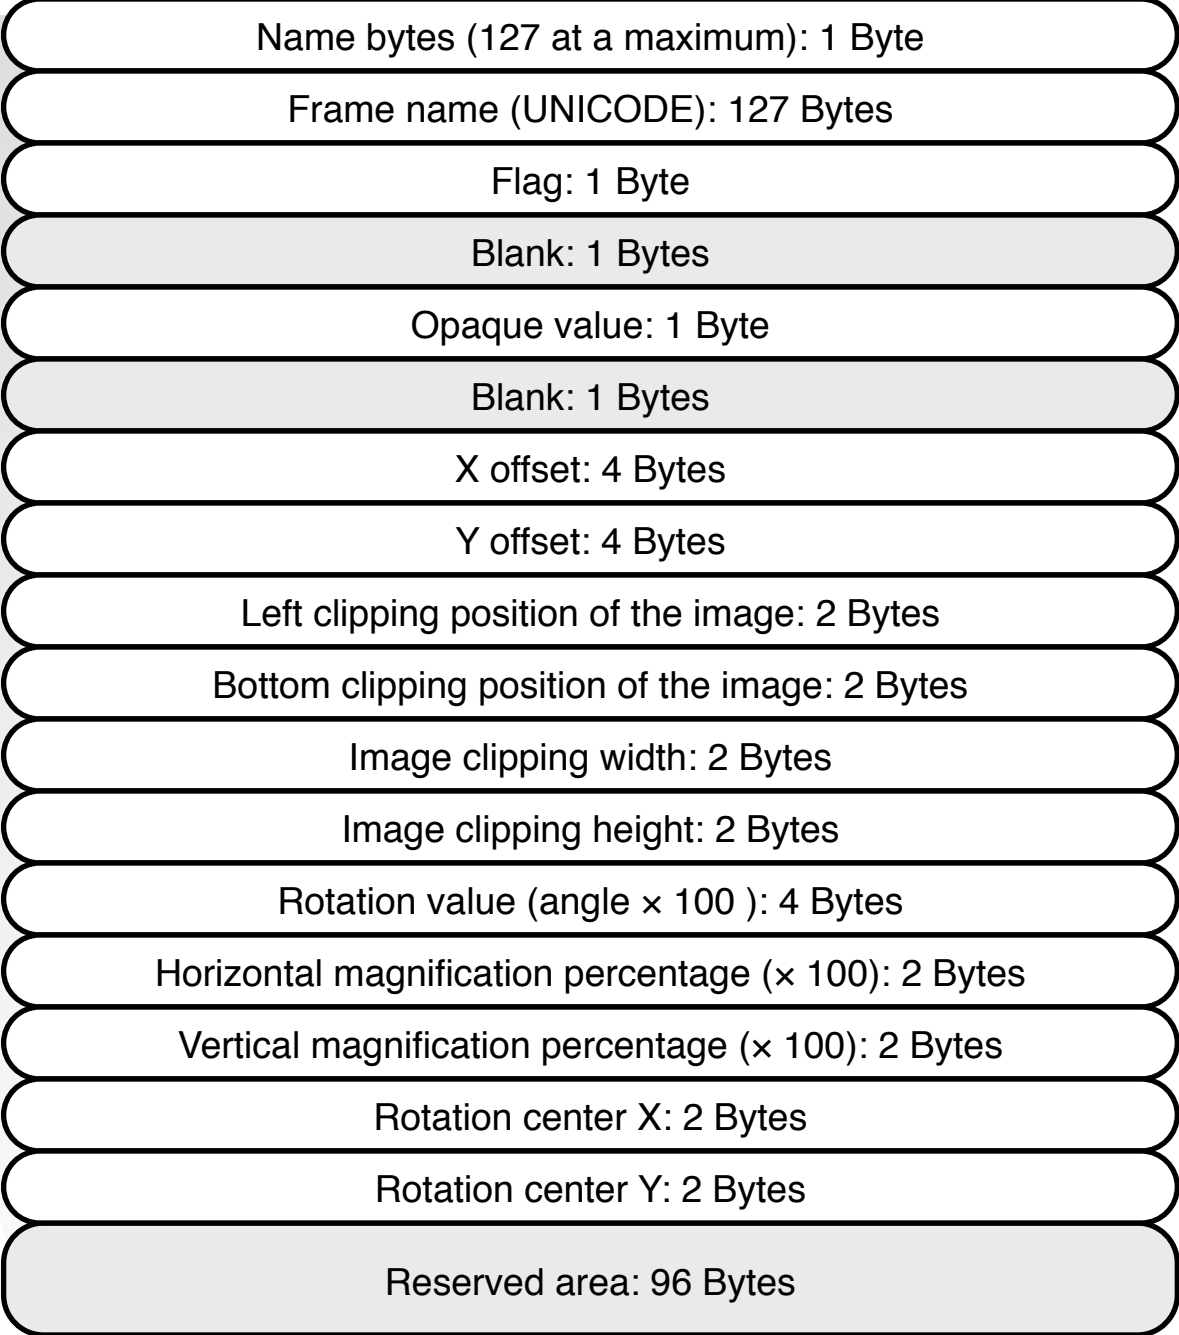 Name bytes (127 at a maximum): 1 Byte
Frame name (UNICODE): 127 Bytes
Flag: 1 Byte
Blank: 1 Bytes
Opaque value: 1 Byte
Blank: 1 Bytes
X offset: 4 Bytes
Y offset: 4 Bytes
Left clipping position of the image: 2 Bytes
Bottom clipping position of the image: 2 Bytes
Image clipping width: 2 Bytes
Image clipping height: 2 Bytes
Rotation value (angle × 100 ): 4 Bytes
Horizontal magnification percentage (× 100): 2 Bytes
Vertical magnification percentage (× 100): 2 Bytes
Rotation center X: 2 Bytes
Rotation center Y: 2 Bytes
Reserved area: 96 Bytes